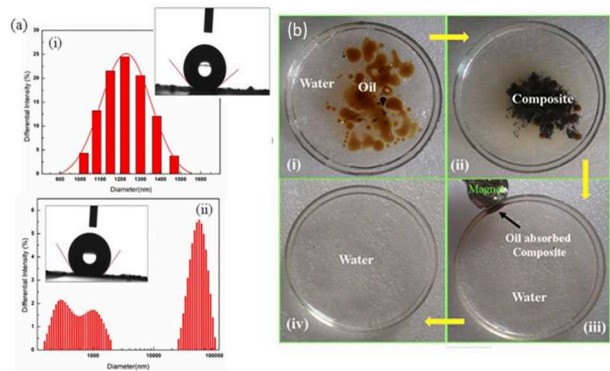 (a)
(i)
Differential Intensity (%)
30
25
20
15
10
5
0
900 1000 1100 1200 1300 1400 1500 1600
Diameter(nm)
(ii)
Differential Intensity (%)
6
5
4
3
2
1
0
1000 10000 100000
Diameter(nm)
(b)
Water
Oil
(i)
Composite
(ii)
Water
(iv)
Magnet
Oil absorbed
Composite
Water
(iii)